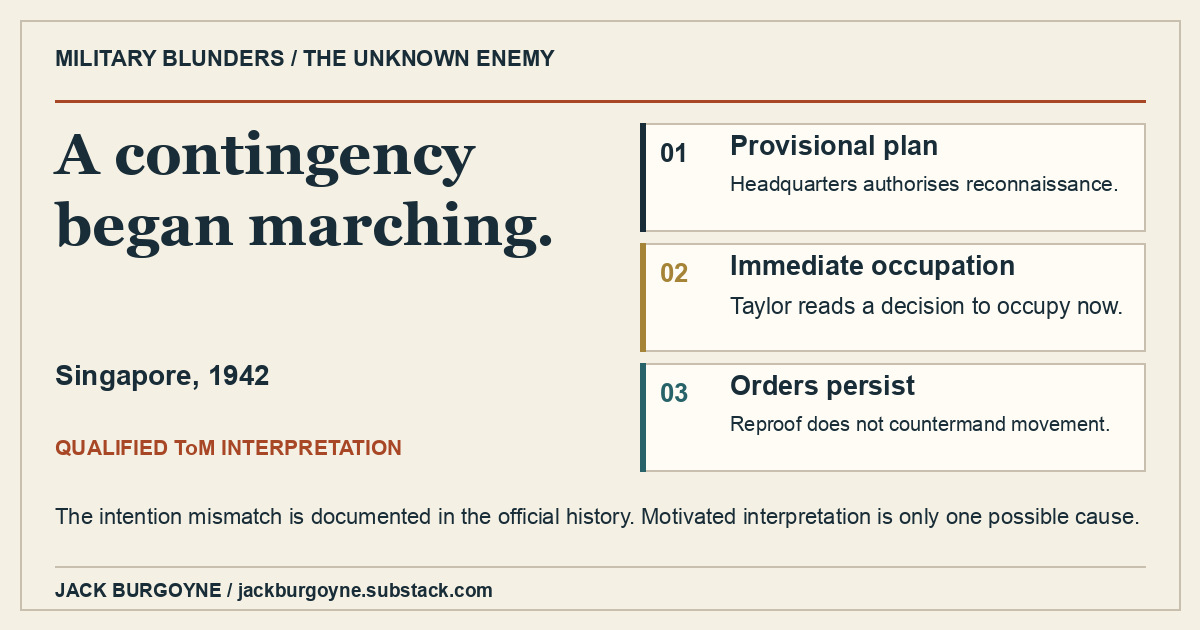 MILITARY BLUNDERS / THE UNKNOWN ENEMY
A contingency
began marching.
Singapore, 1942
QUALIFIED ToM INTERPRETATION
01
Provisional plan
Headquarters authorises reconnaissance.
02
Immediate occupation
Taylor reads a decision to occupy now.
03
Orders persist
Reproof does not countermand movement.
The intention mismatch is documented in the official history. Motivated interpretation is only one possible cause.
JACK BURGOYNE / jackburgoyne.substack.com